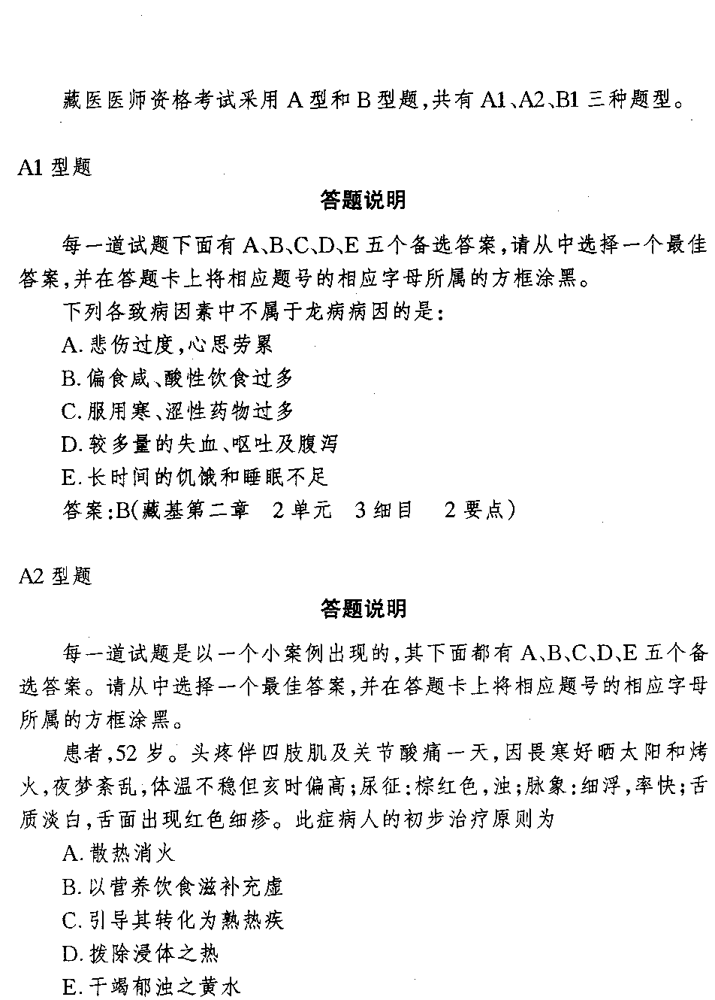 藏医医师资格考试采用 A 型和 B 型题,共有 A1、A2、B1 三种题型。
A1 型题
答题说明
每一道试题下面有 A、B、C、D、E 五个备选答案,请从中选择一个最佳
答案,并在答题卡上将相应题号的相应字母所属的方框涂黑。
下列各致病因素中不属于龙病病因的是:
A. 悲伤过度,心思劳累
B. 偏食咸、酸性饮食过多
C. 服用寒、涩性药物过多
D. 较多量的失血、呕吐及腹泻
E. 长时间的饥饿和睡眠不足
答案:B(藏基第二章 2 单元 3 细目 2 要点)
A2 型题
答题说明
每一道试题是以一个小案例出现的,其下面都有 A、B、C、D、E 五个备
选答案。请从中选择一个最佳答案,并在答题卡上将相应题号的相应字母
所属的方框涂黑。
患者,52 岁。头疼伴四肢肌及关节酸痛一天,因畏寒好晒太阳和烤
火,夜梦紊乱,体温不稳但亥时偏高;尿征:棕红色,浊;脉象:细浮,率快;舌
质淡白,舌面出现红色细疹。此症病人的初步治疗原则为
A. 散热消火
B. 以营养饮食滋补充虚
C. 引导其转化为熟热疾
D. 拨除浸体之热
E. 干竭郁浊之黄水